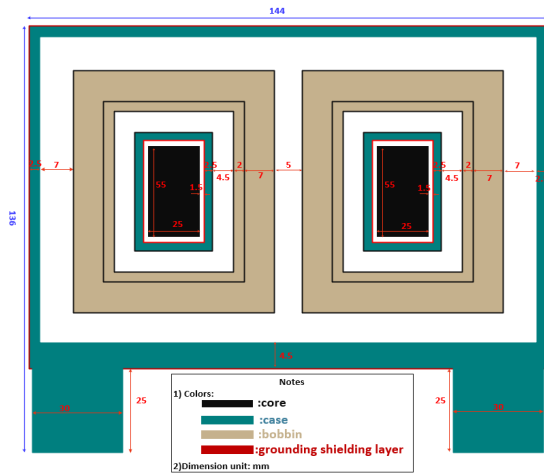 144
2.5 7 2.5 2 5 2.5 2 7
4.5 7 4.5 7
55 1.5 55 1.5
25 25
136
4.5
25 25
Notes
1) Colors:
:core
:case
:bobbin
:grounding shielding layer
2)Dimension unit: mm